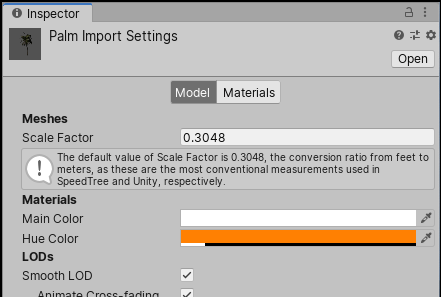 Inspector
Palm Import Settings
Open
Model Materials
Meshes
Scale Factor 0.3048
The default value of Scale Factor is 0.3048, the conversion ratio from feet to
meters, as these are the most conventional measurements used in
SpeedTree and Unity, respectively.
Materials
Main Color
Hue Color
LODs
Smooth LOD
Animate Cross-fading